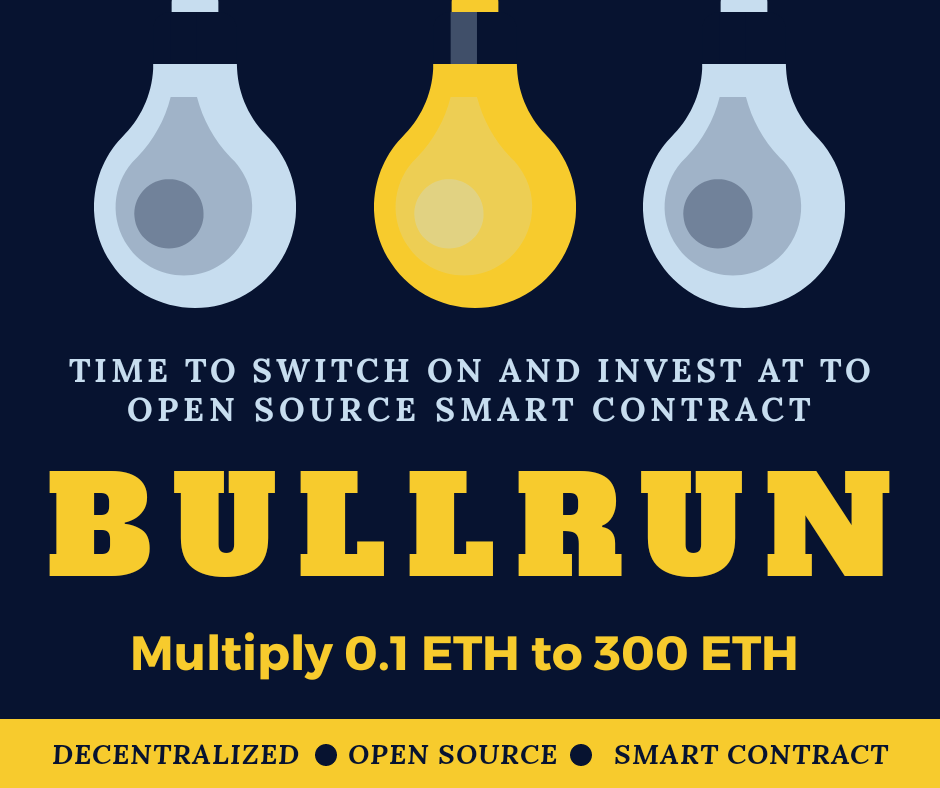 TIME TO SWITCH ON AND INVEST AT TO
OPEN SOURCE SMART CONTRACT
BULLRUN
Multiply 0.1 ETH to 300 ETH
DECENTRALIZED ● OPEN SOURCE ● SMART CONTRACT